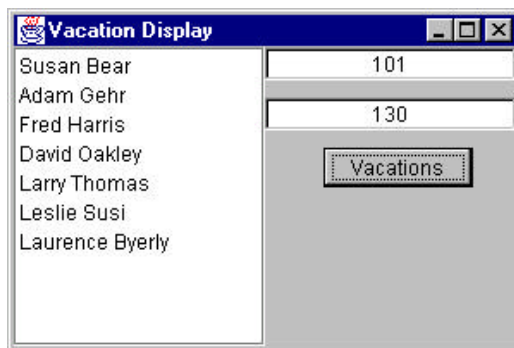 Vacation Display
Susan Bear
Adam Gehr
Fred Harris
David Oakley
Larry Thomas
Leslie Susi
Laurence Byerly
101
130
Vacations